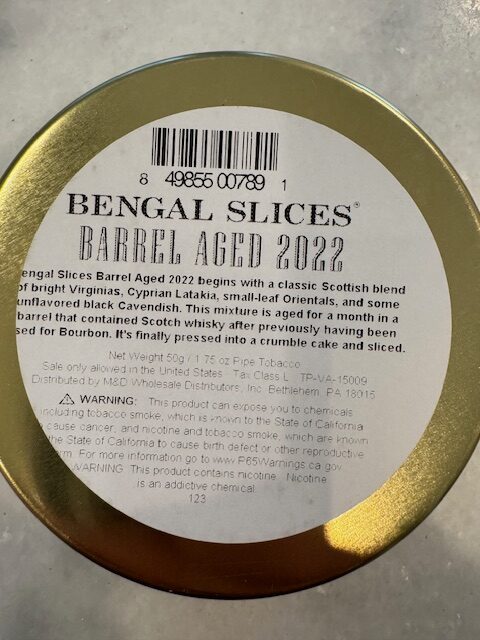 8 49855 00789 1
BENGAL SLICES®
BARREL AGED 2022
engal Slices Barrel Aged 2022 begins with a classic Scottish blend
of bright Virginias, Cyprian Latakia, small-leaf Orientals, and some
unflavored black Cavendish. This mixture is aged for a month in a
barrel that contained Scotch whisky after previously having been
sed for Bourbon. It's finally pressed into a crumble cake and sliced.
Net Weight 50g / 1.75 oz Pipe Tobacco
Sale only allowed in the United States - Tax Class L TP-VA-15009
Distributed by M&D Wholesale Distributors, Inc. Bethlehem, PA 18015
⚠ WARNING: This product can expose you to chemicals
including tobacco smoke, which is known to the State of California
cause cancer, and nicotine and tobacco smoke, which are known
the State of California to cause birth defect or other reproductive
rm. For more information go to www.P65Warnings.ca.gov.
WARNING: This product contains nicotine. Nicotine
is an addictive chemical.
123